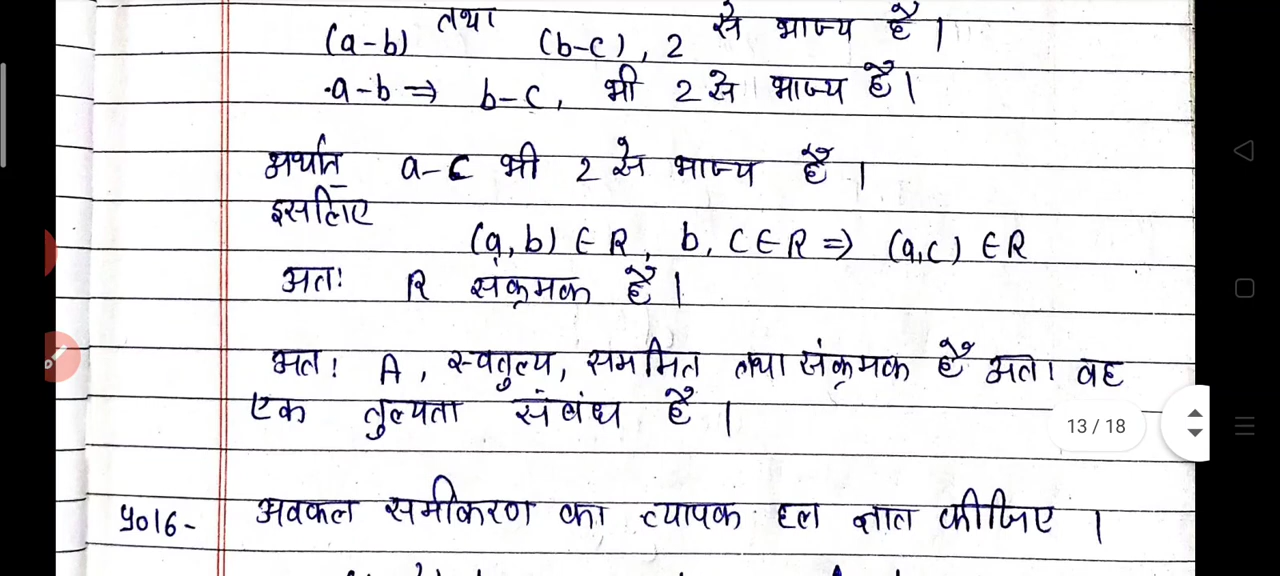 (a-b) तथा (b-c), 2 से भाज्य है।
a-b ⇒ b-c, भी 2 से भाज्य है।
अर्थात् a-c भी 2 से भाज्य है।
इसलिए
(a,b) ∈ R, b, c ∈ R ⇒ (a,c) ∈ R
अतः R संक्रमक है।
अतः A, स्वतुल्य, सममित तथा संक्रमक है अतः वह
एक तुल्यता संबंध है।
13 / 18
प्र016- अवकल समीकरण का व्यापक हल ज्ञात कीजिए।